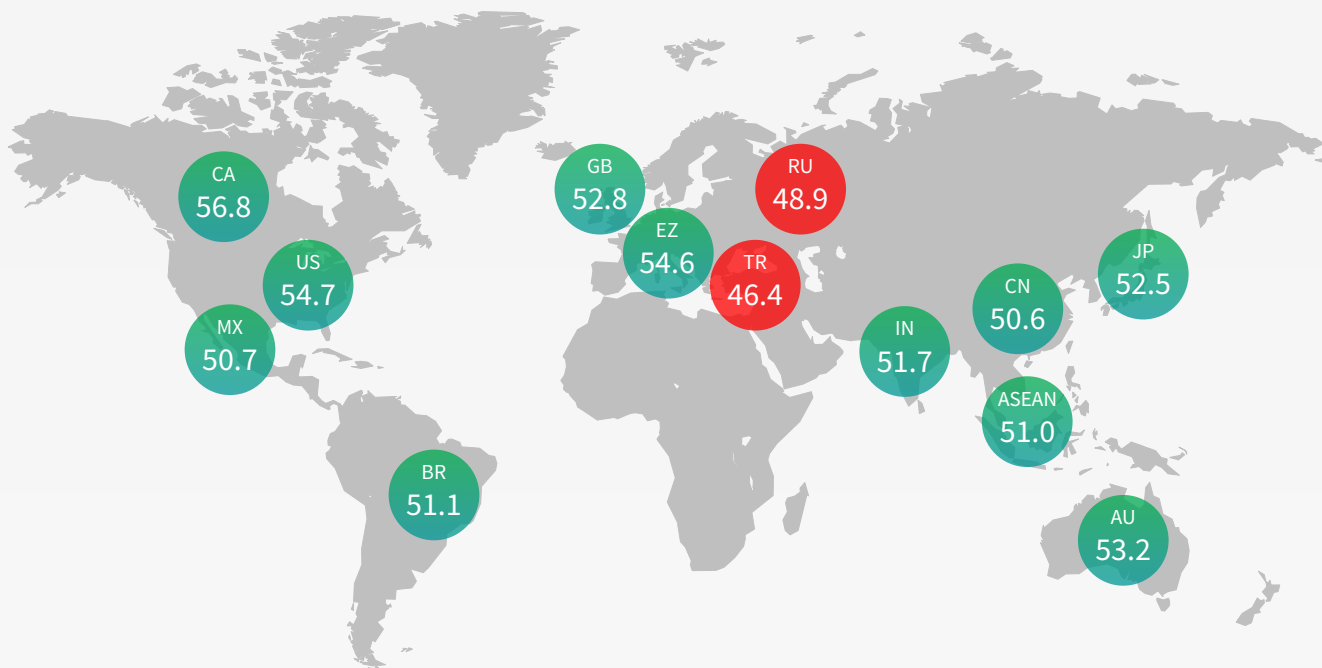 CA
56.8
US
54.7
MX
50.7
BR
51.1
GB
52.8
EZ
54.6
RU
48.9
TR
46.4
IN
51.7
CN
50.6
JP
52.5
ASEAN
51.0
AU
53.2